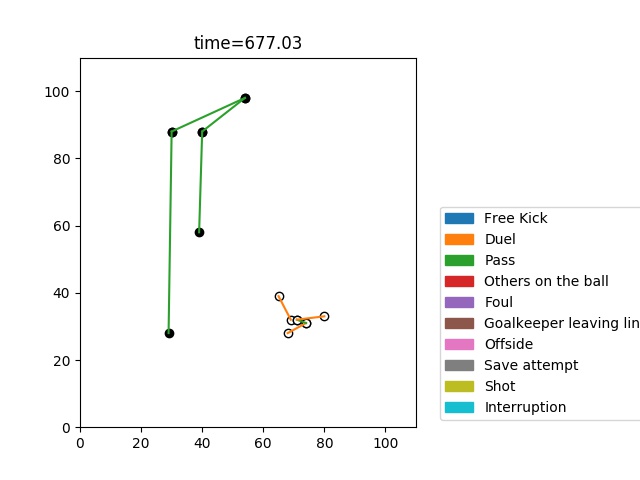 time=677.03
100
80
60
40
20
0
0 20 40 60 80 100
Free Kick
Duel
Pass
Others on the ball
Foul
Goalkeeper leaving lin
Offside
Save attempt
Shot
Interruption